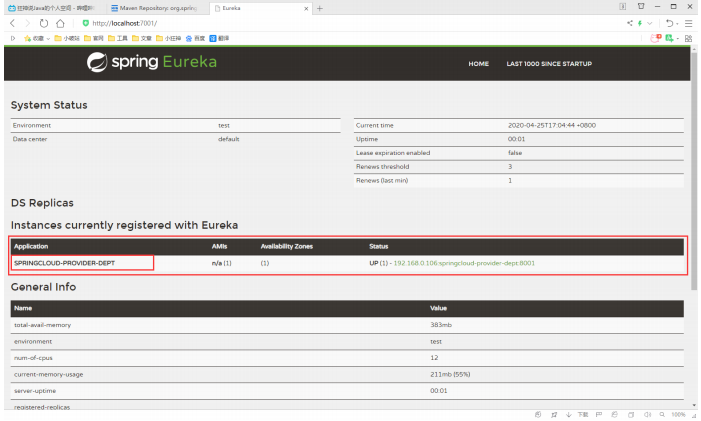 狂神说Java的个人空间 - 哔哩哔
Maven Repository: org.spring
Eureka
http://localhost:7001/
收藏
小破站
官网
工具
文章
小狂神
百度
翻译
spring Eureka
HOME
LAST 1000 SINCE STARTUP
System Status
Environment test
Data center default
Current time 2020-04-25T17:04:44 +0800
Uptime 00:01
Lease expiration enabled false
Renews threshold 3
Renews (last min) 1
DS Replicas
Instances currently registered with Eureka
Application AMIs Availability Zones Status
SPRINGCLOUD-PROVIDER-DEPT n/a (1) (1) UP (1) - 192.168.0.106:springcloud-provider-dept:8001
General Info
Name Value
total-avail-memory 383mb
environment test
num-of-cpus 12
current-memory-usage 211mb (55%)
server-uptime 00:01
registered-replicas
下载
100%